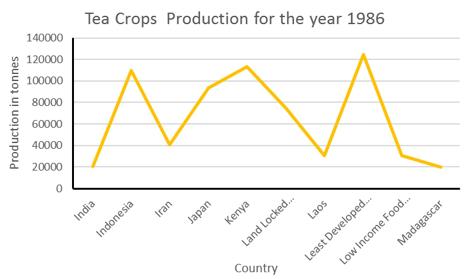 Tea Crops Production for the year 1986
Production in tonnes
140000
120000
100000
80000
60000
40000
20000
0
India
Indonesia
Iran
Japan
Kenya
Land Locked...
Laos
Least Developed...
Low Income Food...
Madagascar
Country